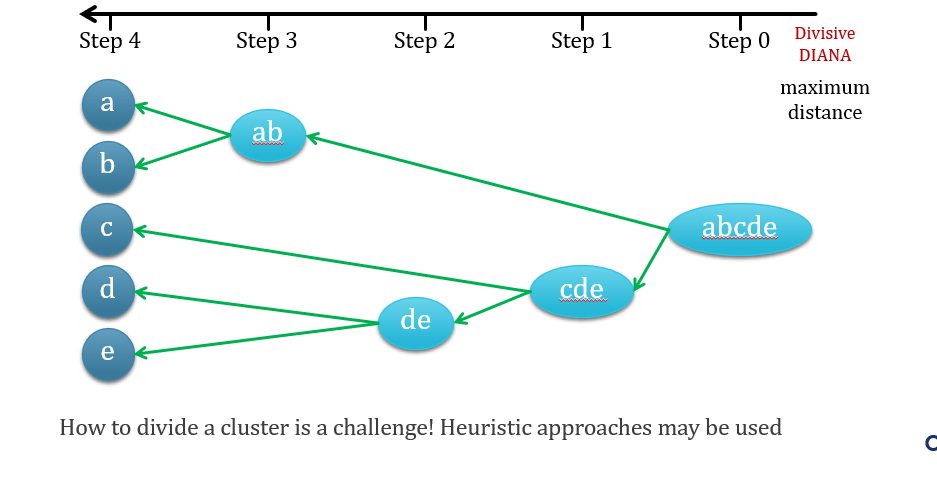 Step 4 Step 3 Step 2 Step 1 Step 0
Divisive
DIANA
maximum
distance
a
ab
b
c
abcde
d
cde
de
e
How to divide a cluster is a challenge! Heuristic approaches may be used